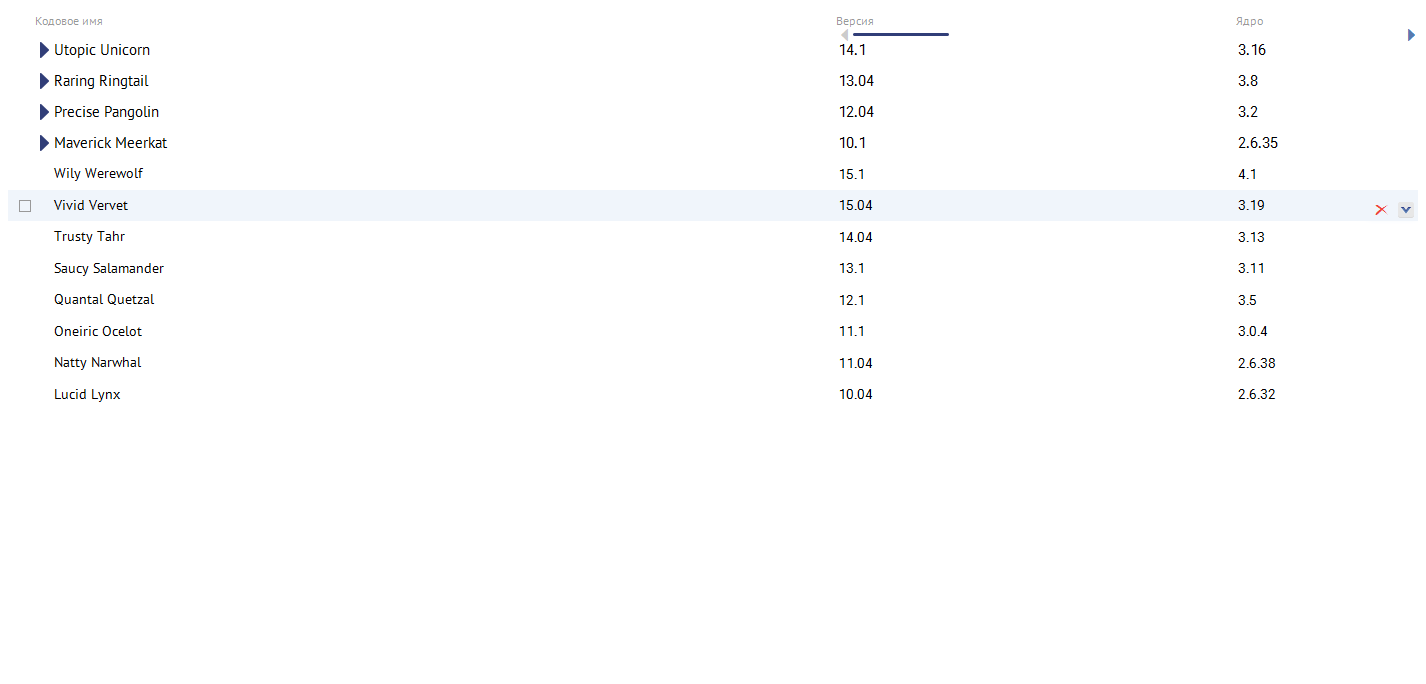 Кодовое имя Версия Ядро
Utopic Unicorn 14.1 3.16
Raring Ringtail 13.04 3.8
Precise Pangolin 12.04 3.2
Maverick Meerkat 10.1 2.6.35
Wily Werewolf 15.1 4.1
Vivid Vervet 15.04 3.19
Trusty Tahr 14.04 3.13
Saucy Salamander 13.1 3.11
Quantal Quetzal 12.1 3.5
Oneiric Ocelot 11.1 3.0.4
Natty Narwhal 11.04 2.6.38
Lucid Lynx 10.04 2.6.32